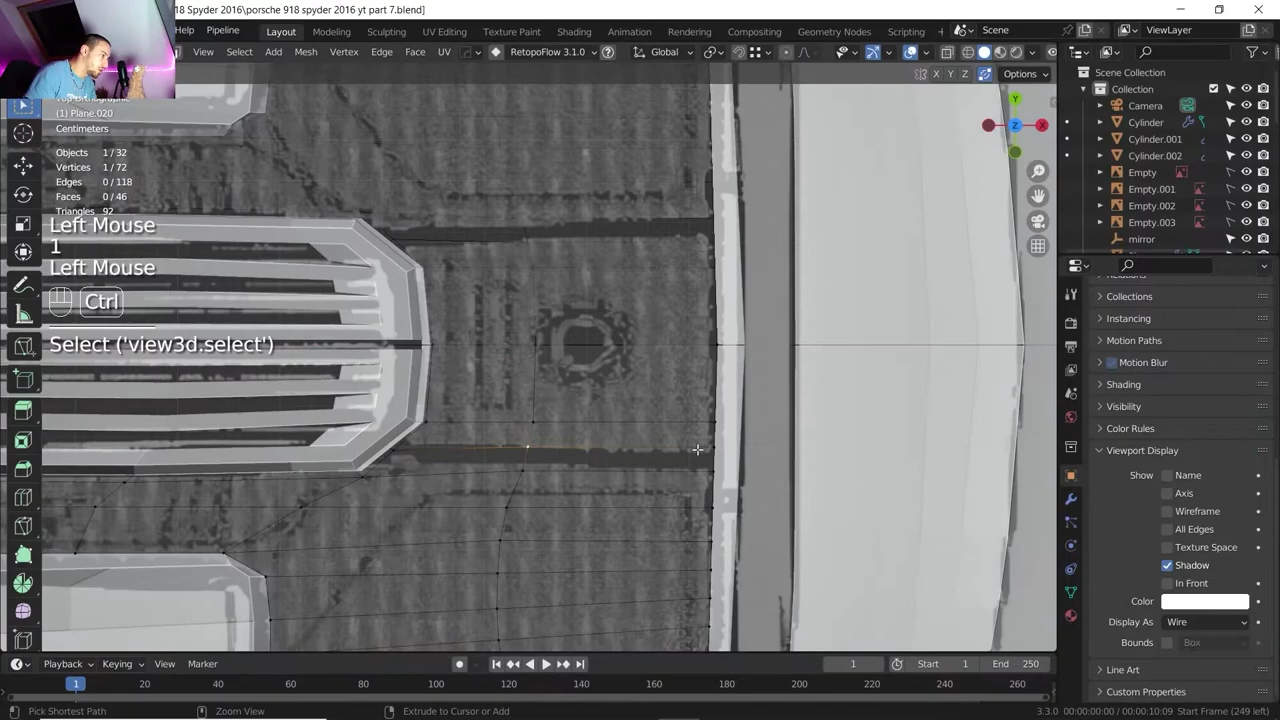 18 Spyder 2016\porsche 918 spyder 2016 yt part 7.blend]
Help Pipeline Layout Modeling Sculpting UV Editing Texture Paint Shading Animation Rendering Compositing Geometry Nodes Scripting Scene ViewLayer
View Select Add Mesh Vertex Edge Face UV RetopoFlow 3.1.0 Global
X Y Z Options
Top Orthographic
(1) Plane.020
Centimeters
Objects 1 / 32
Vertices 1 / 72
Edges 0 / 118
Faces 0 / 46
Triangles 92
Left Mouse
1
Left Mouse
Ctrl
Select ('view3d.select')
Y
Z X
Scene Collection
Collection
Camera
Cylinder
Cylinder.001
Cylinder.002
Empty
Empty.001
Empty.002
Empty.003
mirror
Relations
Collections
Instancing
Motion Paths
Motion Blur
Shading
Visibility
Color Rules
Viewport Display
Show Name
Axis
Wireframe
All Edges
Texture Space
Shadow
In Front
Color
Display As Wire
Bounds Box
Line Art
Custom Properties
Playback Keying View Marker 1 Start 1 End 250
1 20 40 60 80 100 120 140 160 180 200 220 240 260
Pick Shortest Path Zoom View Extrude to Cursor or Add 3.3.0 00:00:00:00 / 00:00:10:09 Start Frame (249 left)